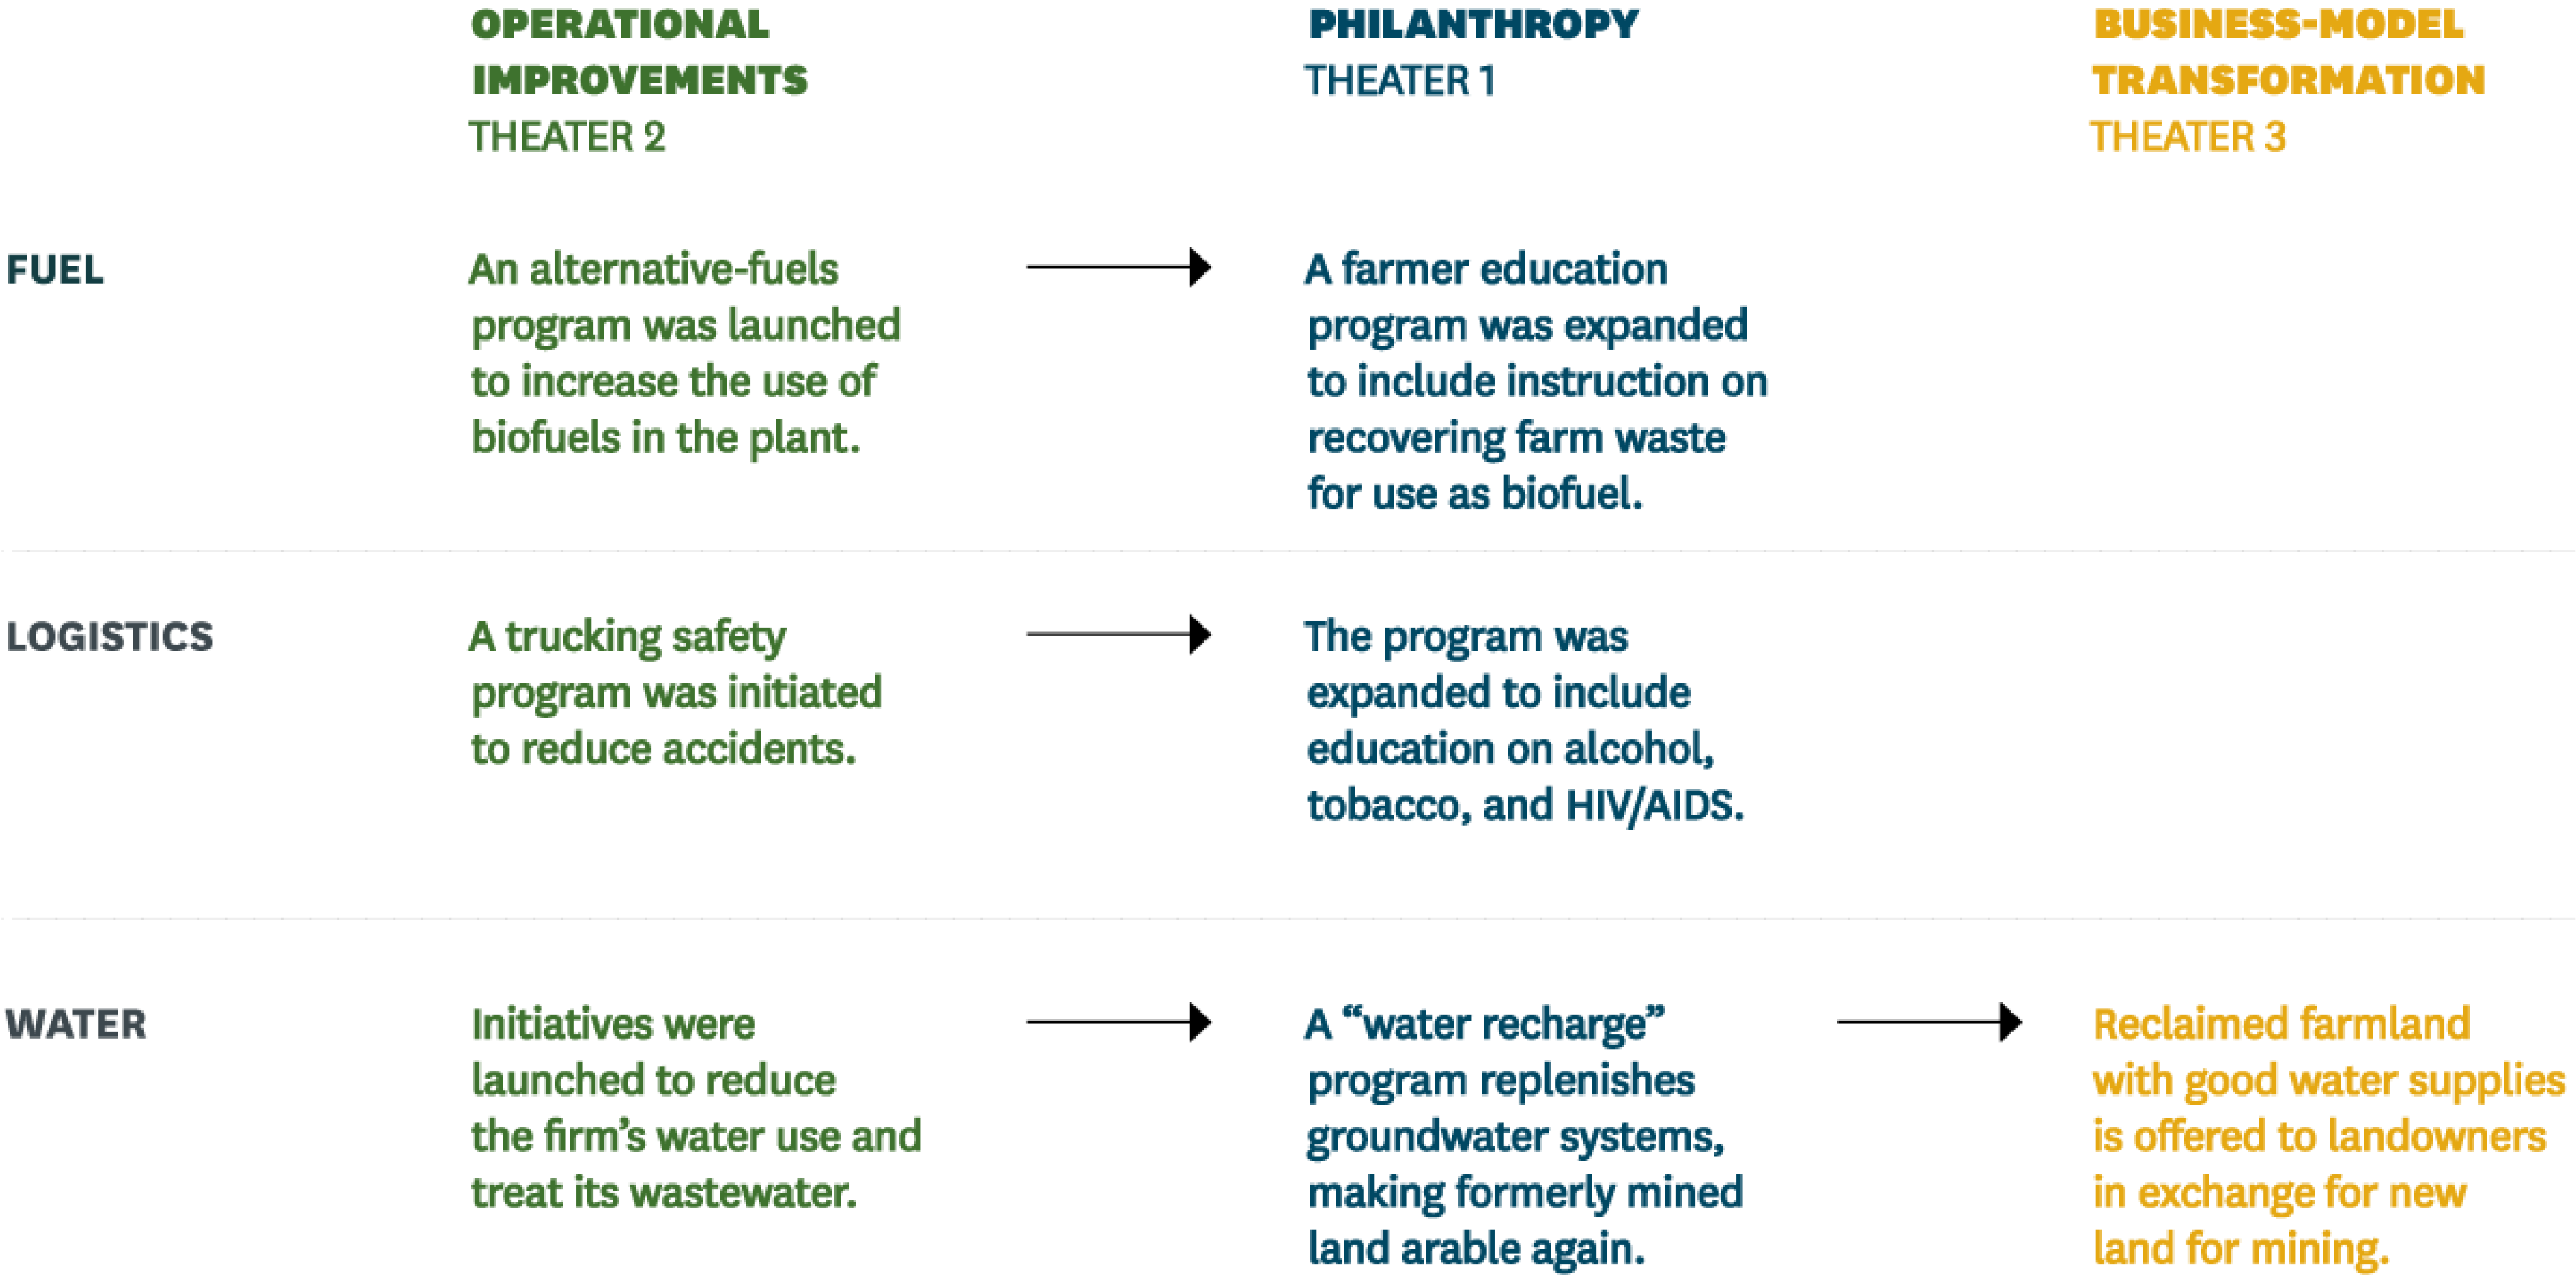 OPERATIONAL
IMPROVEMENTS
THEATER 2
PHILANTHROPY
THEATER 1
BUSINESS-MODEL
TRANSFORMATION
THEATER 3
FUEL
An alternative-fuels
program was launched
to increase the use of
biofuels in the plant.
A farmer education
program was expanded
to include instruction on
recovering farm waste
for use as biofuel.
LOGISTICS
A trucking safety
program was initiated
to reduce accidents.
The program was
expanded to include
education on alcohol,
tobacco, and HIV/AIDS.
WATER
Initiatives were
launched to reduce
the firm’s water use and
treat its wastewater.
A “water recharge”
program replenishes
groundwater systems,
making formerly mined
land arable again.
Reclaimed farmland
with good water supplies
is offered to landowners
in exchange for new
land for mining.